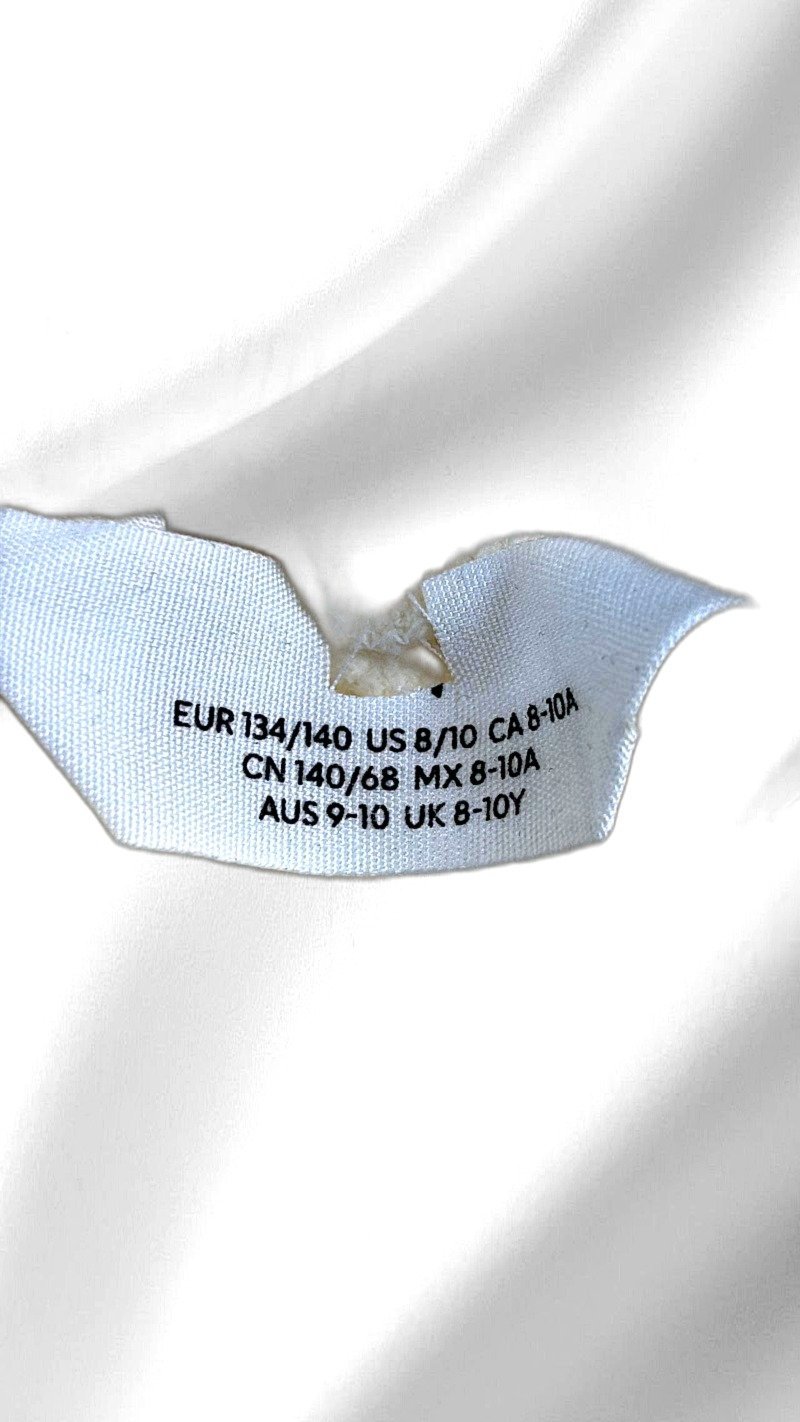 EUR 134/140 US 8/10 CA 8-10A
CN 140/68 MX 8-10A
AUS 9-10 UK 8-10Y